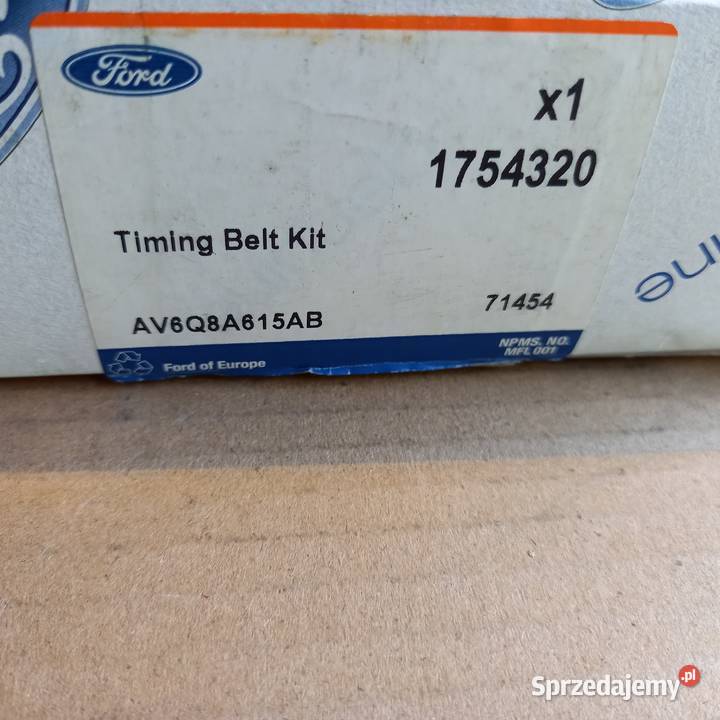 Ford
x1
1754320
Timing Belt Kit
AV6Q8A615AB
71454
NPMS. NO.
MFL 001
Ford of Europe
Sprzedajemy.pl